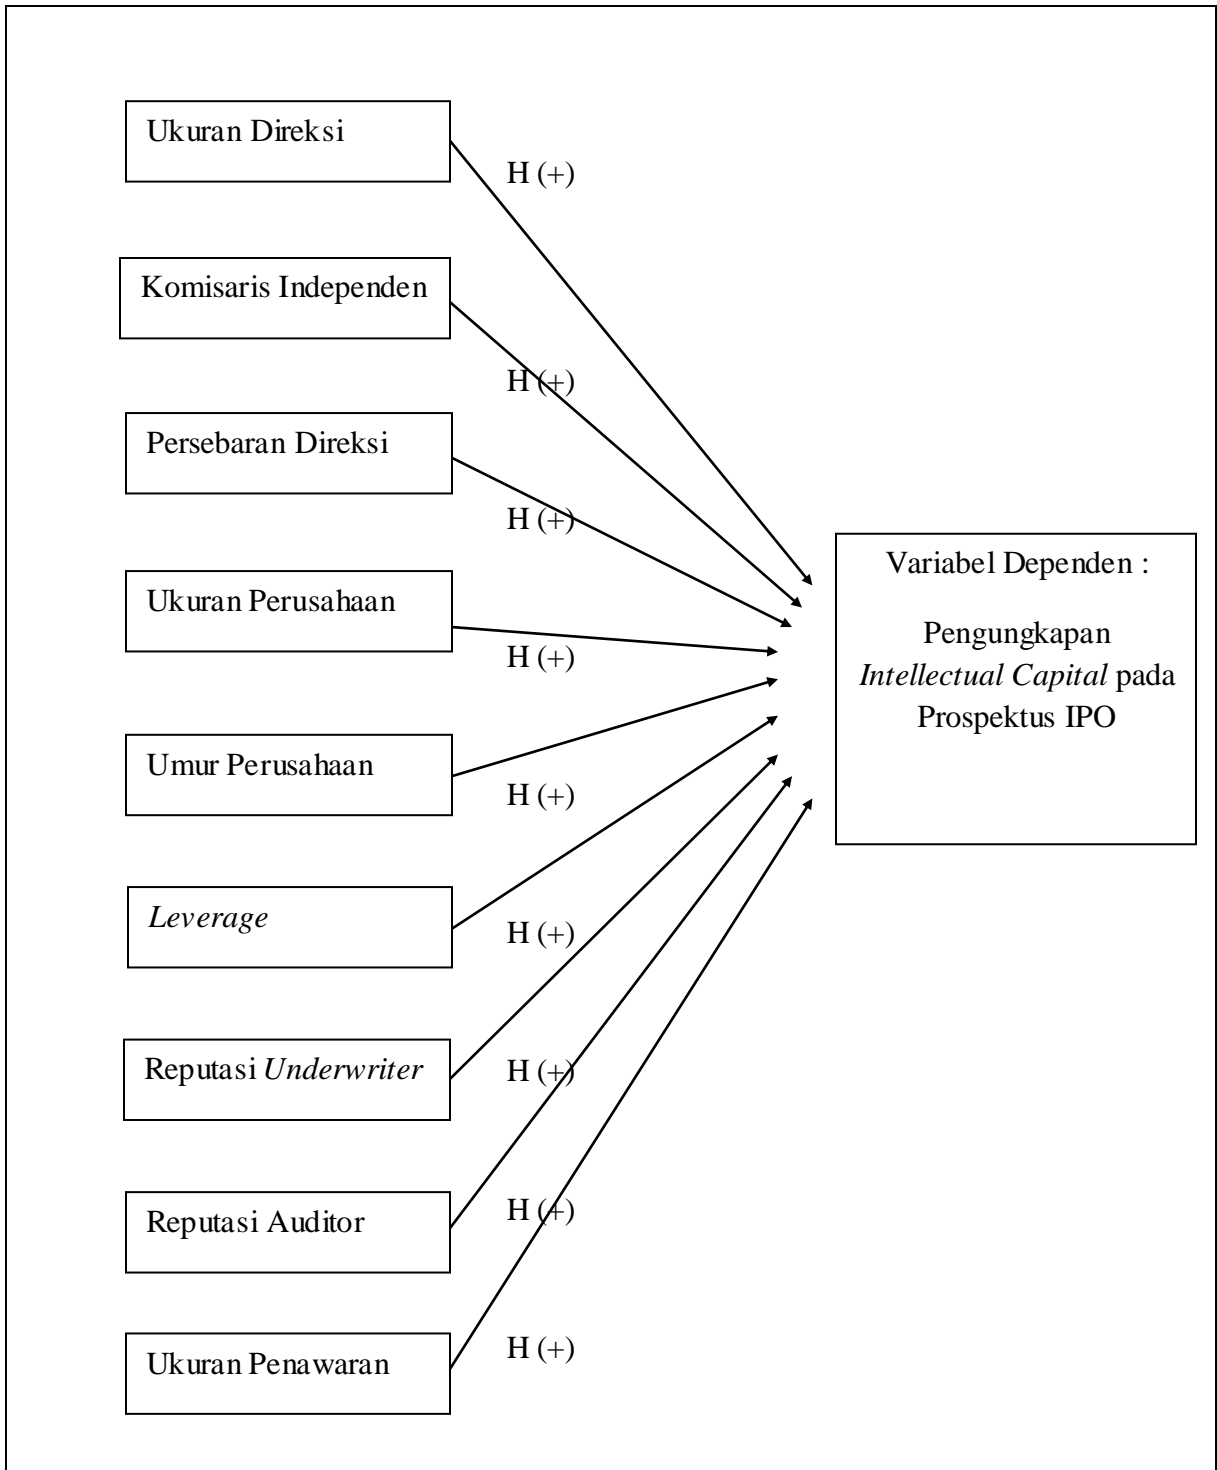 Ukuran Direksi
H (+)
Komisaris Independen
H (+)
Persebaran Direksi
H (+)
Variabel Dependen :
Pengungkapan
Intellectual Capital pada
Prospektus IPO
Ukuran Perusahaan
H (+)
Umur Perusahaan
H (+)
Leverage
H (+)
Reputasi Underwriter
H (+)
Reputasi Auditor
H (+)
Ukuran Penawaran
H (+)